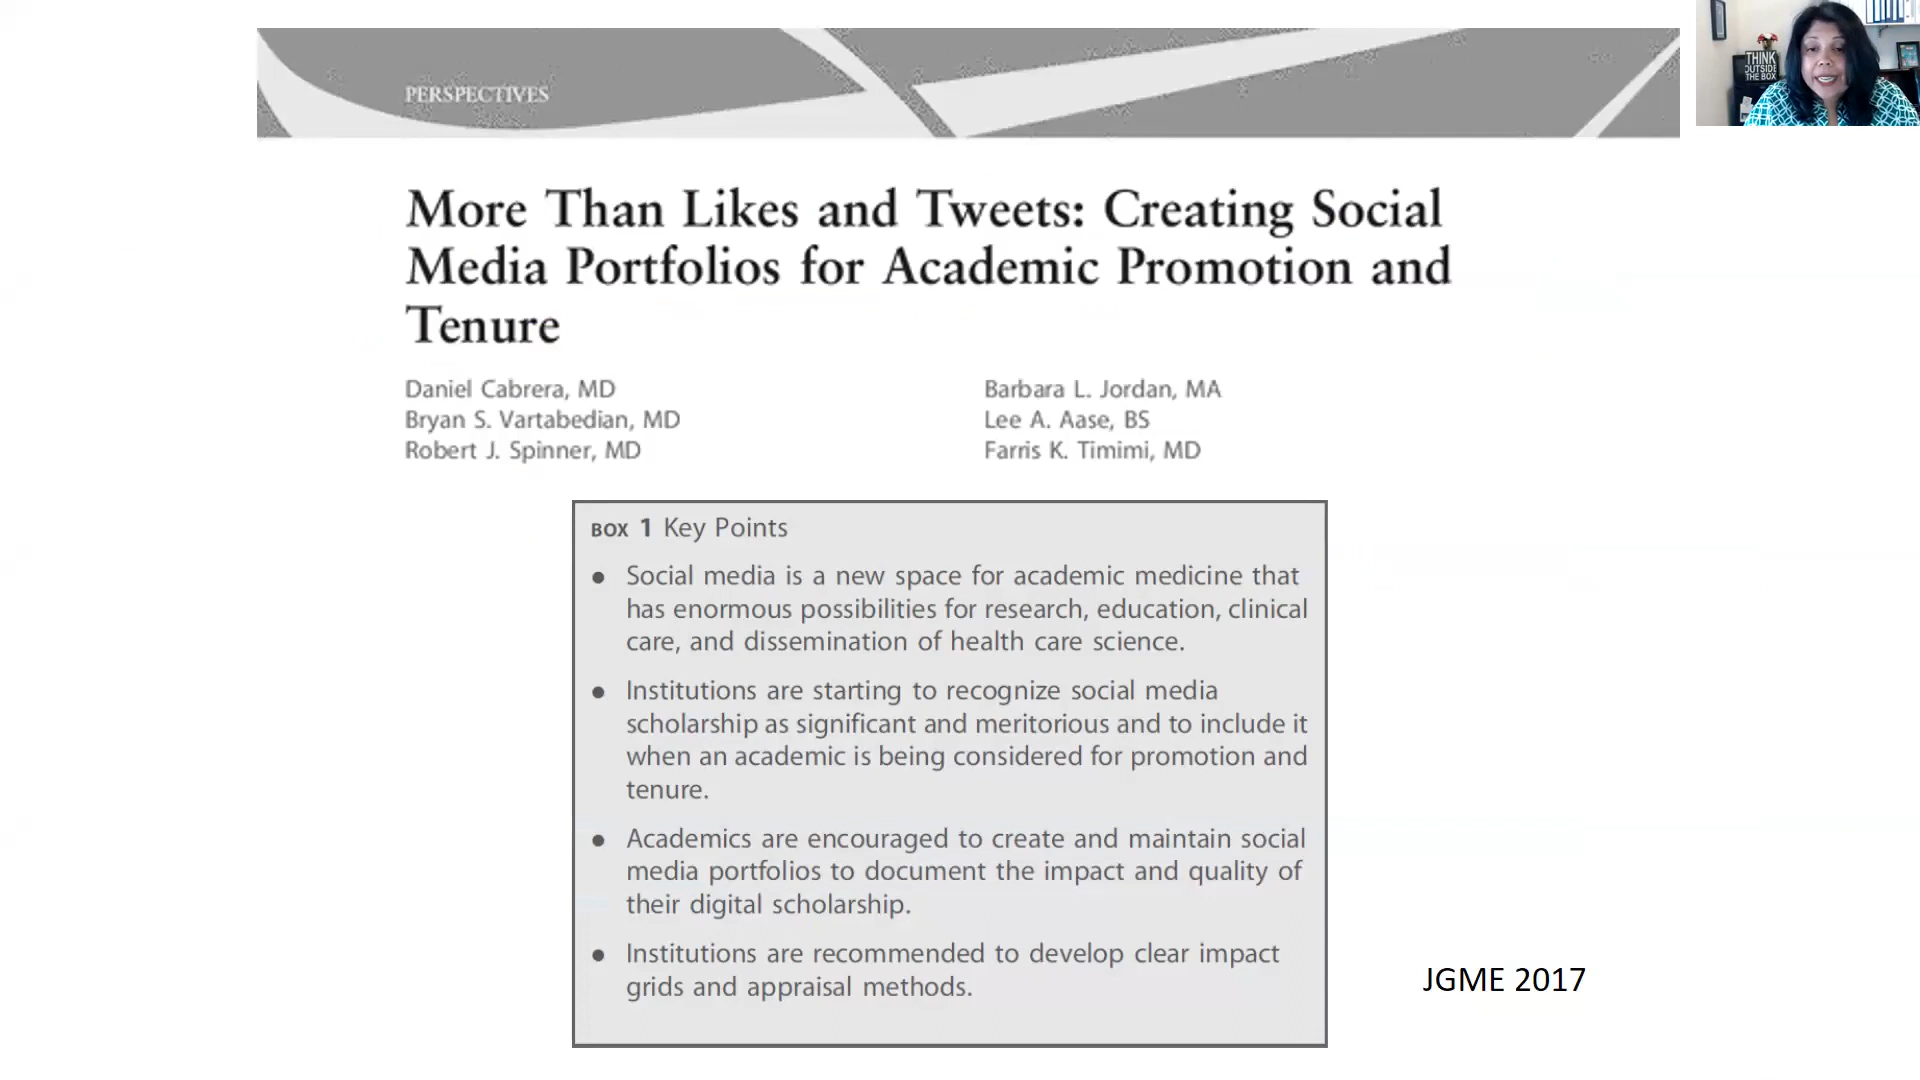 PERSPECTIVES
THINK
OUTSIDE
THE BOX
More Than Likes and Tweets: Creating Social
Media Portfolios for Academic Promotion and
Tenure
Daniel Cabrera, MD
Bryan S. Vartabedian, MD
Robert J. Spinner, MD
Barbara L. Jordan, MA
Lee A. Aase, BS
Farris K. Timimi, MD
BOX 1 Key Points
● Social media is a new space for academic medicine that
has enormous possibilities for research, education, clinical
care, and dissemination of health care science.
● Institutions are starting to recognize social media
scholarship as significant and meritorious and to include it
when an academic is being considered for promotion and
tenure.
● Academics are encouraged to create and maintain social
media portfolios to document the impact and quality of
their digital scholarship.
● Institutions are recommended to develop clear impact
grids and appraisal methods.
JGME 2017